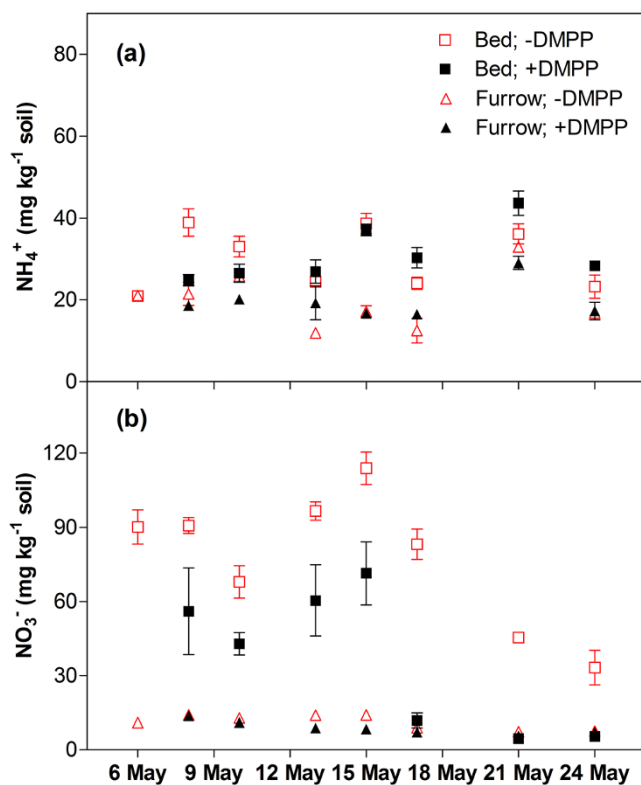 (a)
Bed; -DMPP
Bed; +DMPP
Furrow; -DMPP
Furrow; +DMPP
NH₄⁺ (mg kg⁻¹ soil)
80
60
40
20
0
(b)
NO₃⁻ (mg kg⁻¹ soil)
120
90
60
30
0
6 May 9 May 12 May 15 May 18 May 21 May 24 May